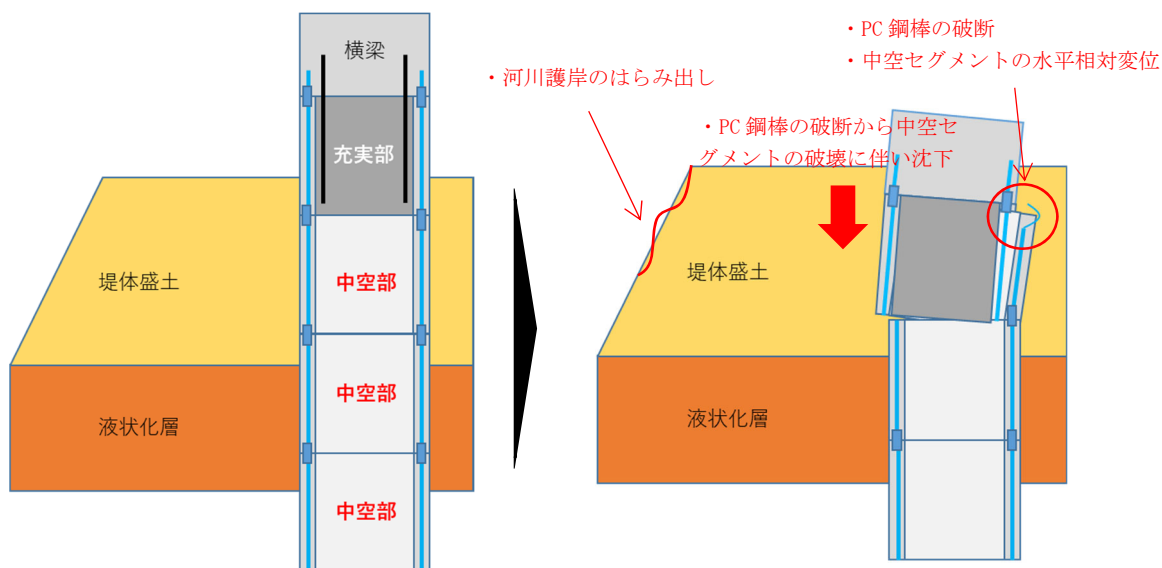 横梁
充実部
堤体盛土
中空部
中空部
液状化層
中空部
・河川護岸のはらみ出し
・PC 鋼棒の破断
・中空セグメントの水平相対変位
・PC 鋼棒の破断から中空セ
グメントの破壊に伴い沈下
堤体盛土
液状化層